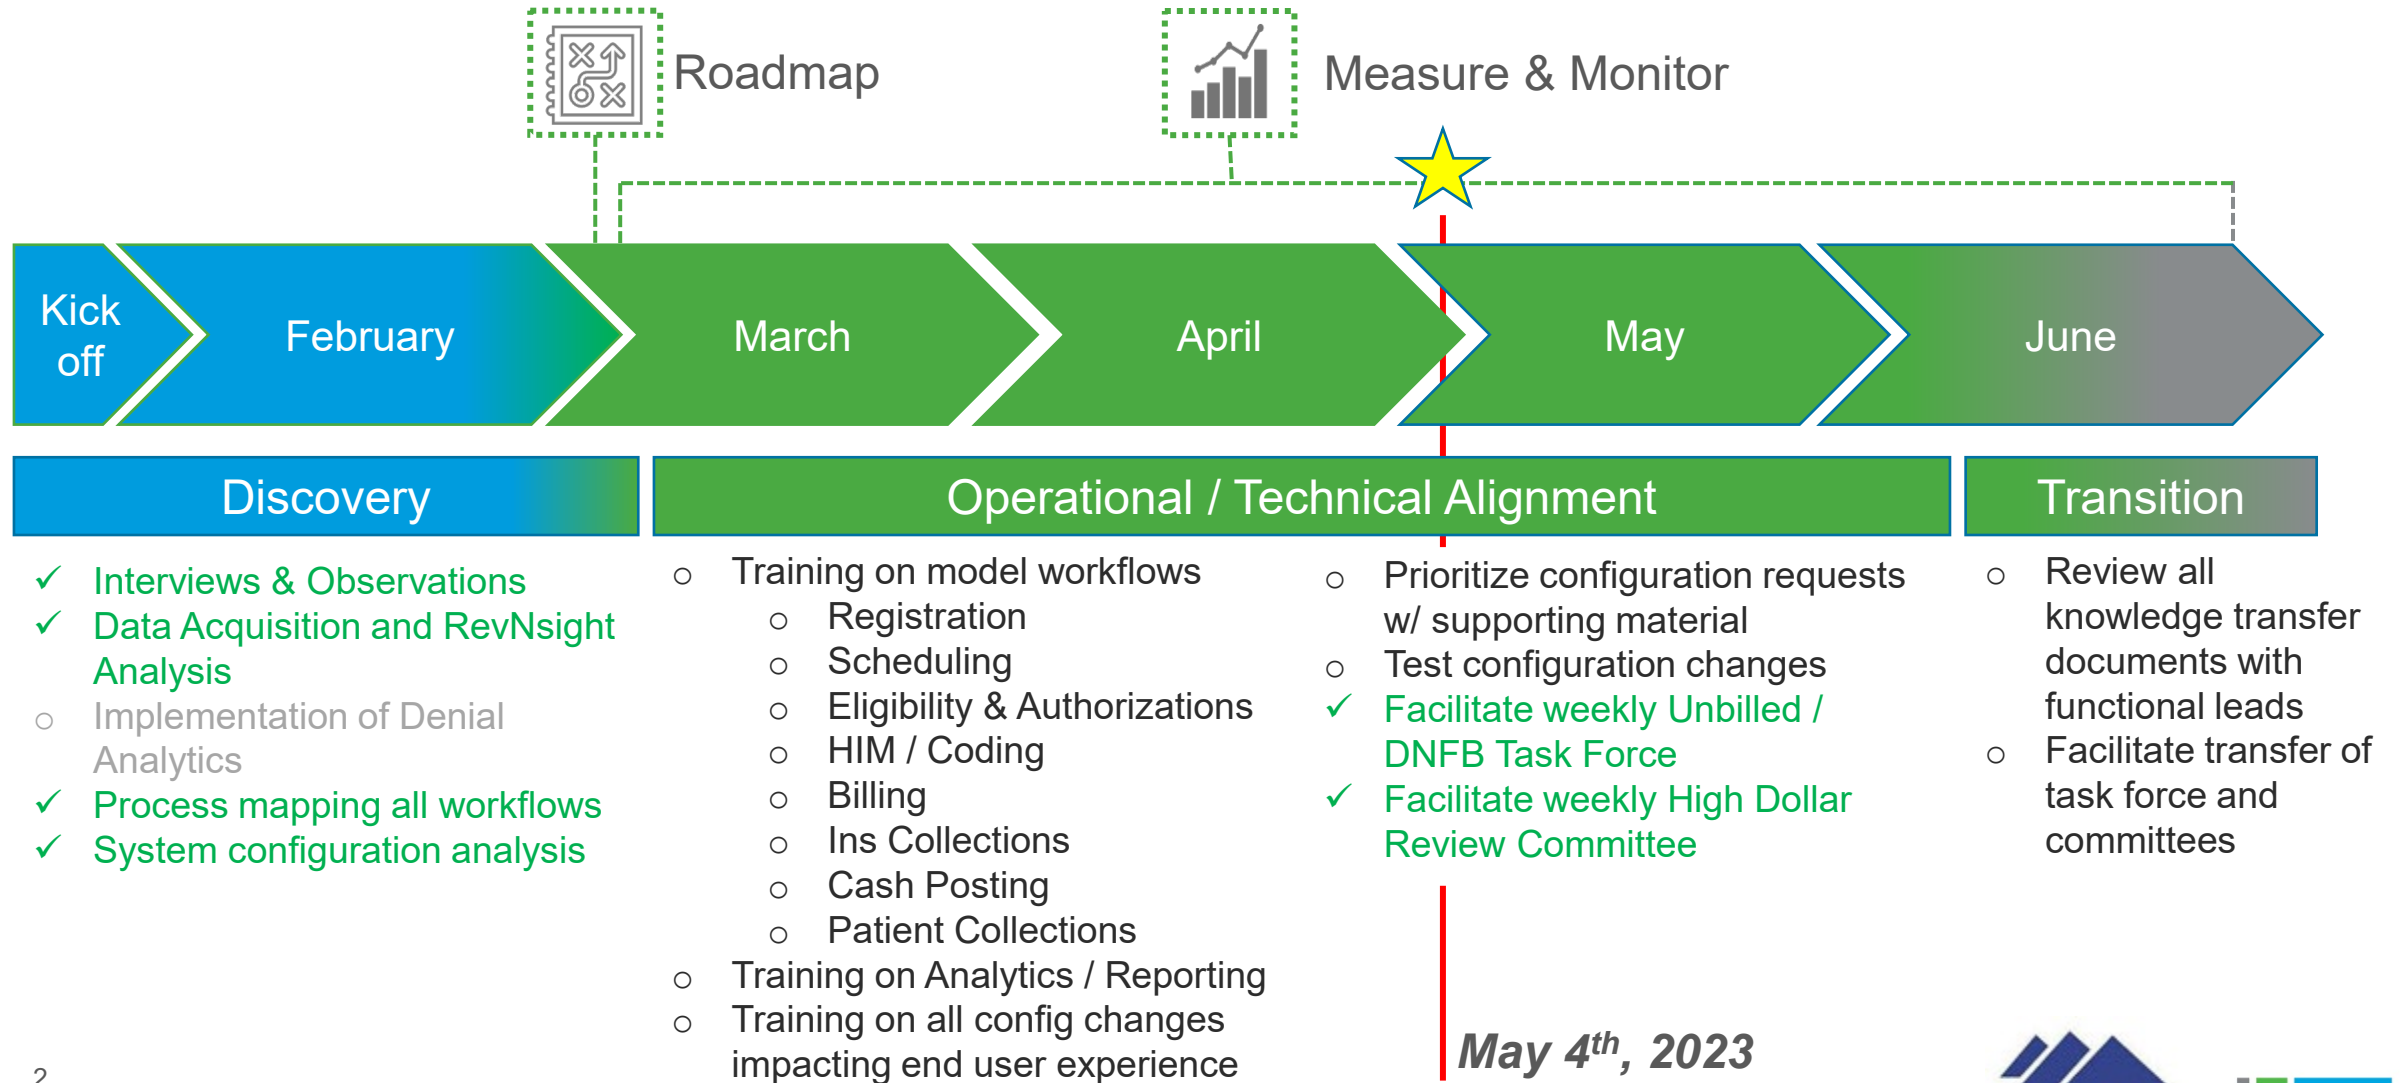 Roadmap
Measure & Monitor
Kick
off
February
March
April
May
June
Discovery
Operational / Technical Alignment
Transition
Interviews & Observations
Data Acquisition and RevNsight
Analysis
Implementation of Denial
Analytics
Process mapping all workflows
System configuration analysis
Training on model workflows
Registration
Scheduling
Eligibility & Authorizations
HIM / Coding
Billing
Ins Collections
Cash Posting
Patient Collections
Training on Analytics / Reporting
Training on all config changes
impacting end user experience
Prioritize configuration requests
w/ supporting material
Test configuration changes
Facilitate weekly Unbilled /
DNFB Task Force
Facilitate weekly High Dollar
Review Committee
Review all
knowledge transfer
documents with
functional leads
Facilitate transfer of
task force and
committees
May 4th, 2023
2